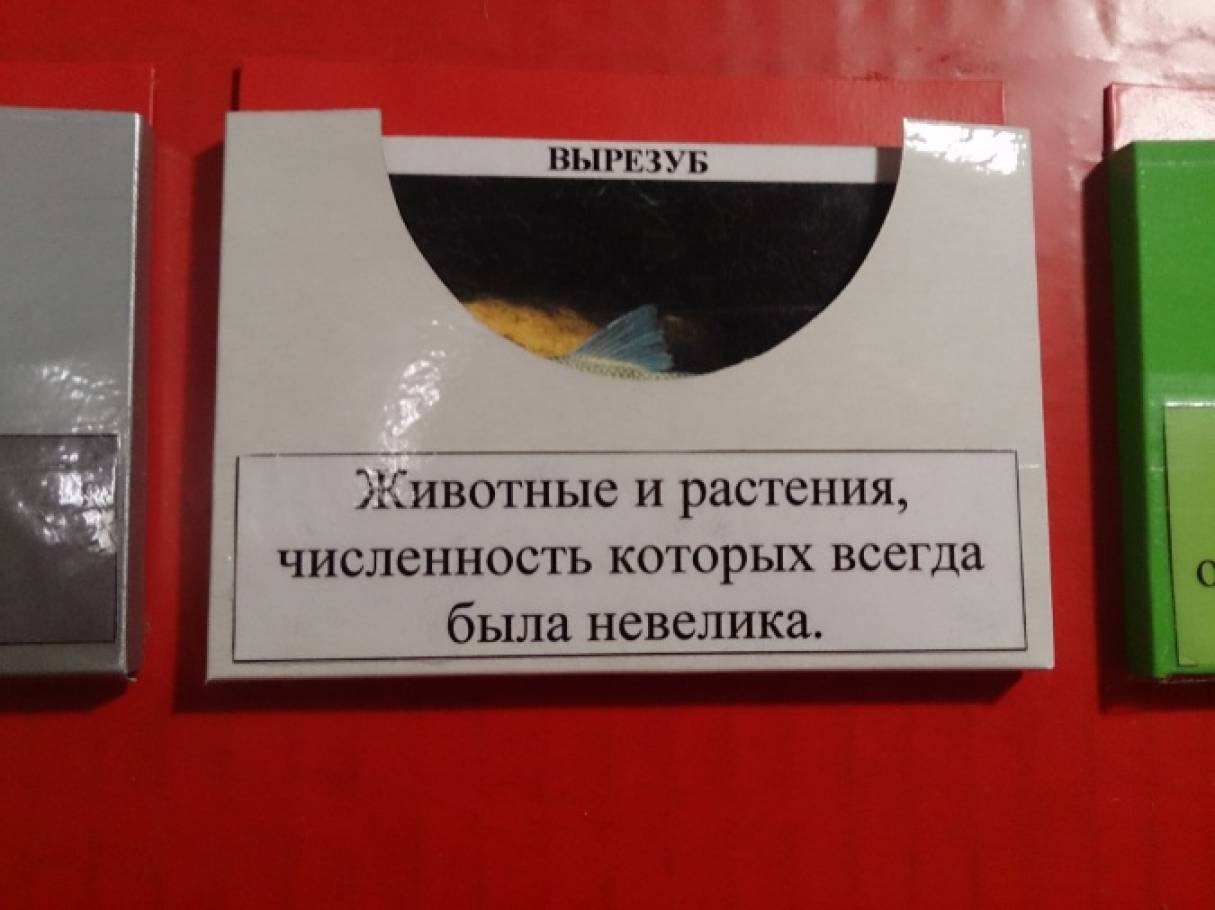 ВЫРЕЗУБ
Животные и растения,
численность которых всегда
была невелика.